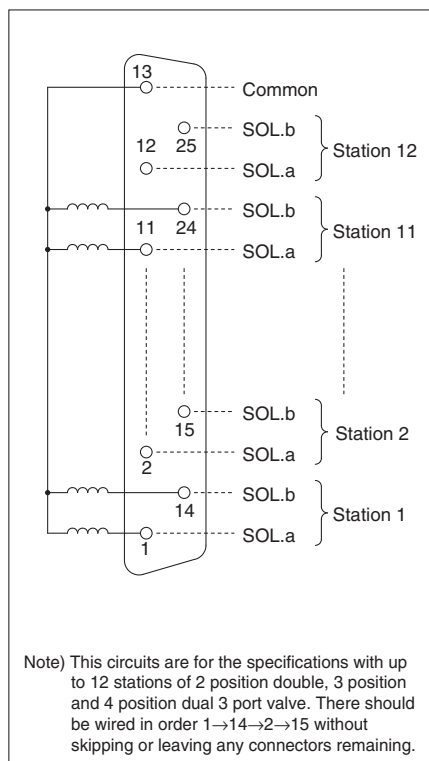 13
Common
SOL.b
12 25
Station 12
SOL.a
SOL.b
11 24
Station 11
SOL.a
SOL.b
15
Station 2
SOL.a
2
SOL.b
14
Station 1
1
SOL.a
Note) This circuits are for the specifications with up
to 12 stations of 2 position double, 3 position
and 4 position dual 3 port valve. There should
be wired in order 1→14→2→15 without
skipping or leaving any connectors remaining.